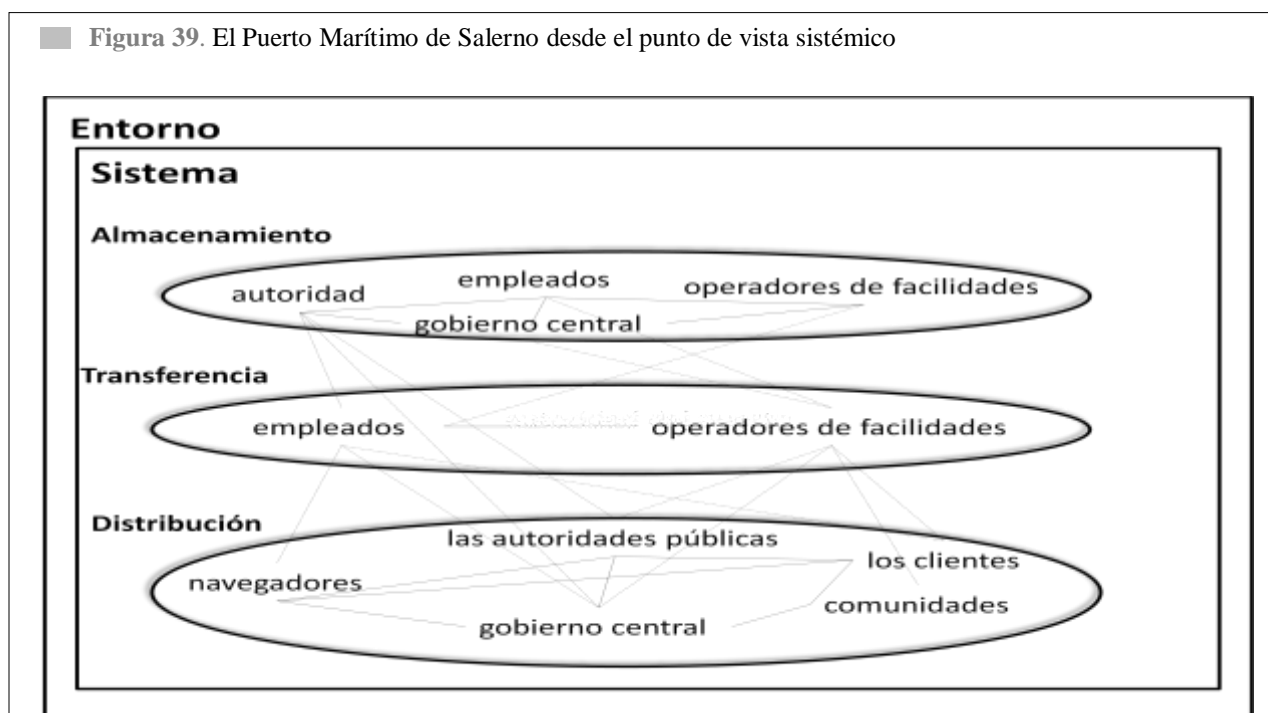 Figura 39. El Puerto Marítimo de Salerno desde el punto de vista sistémico
Entorno
Sistema
Almacenamiento
autoridad empleados operadores de facilidades
gobierno central
Transferencia
empleados operadores de facilidades
Distribución
las autoridades públicas
los clientes
navegadores
comunidades
gobierno central